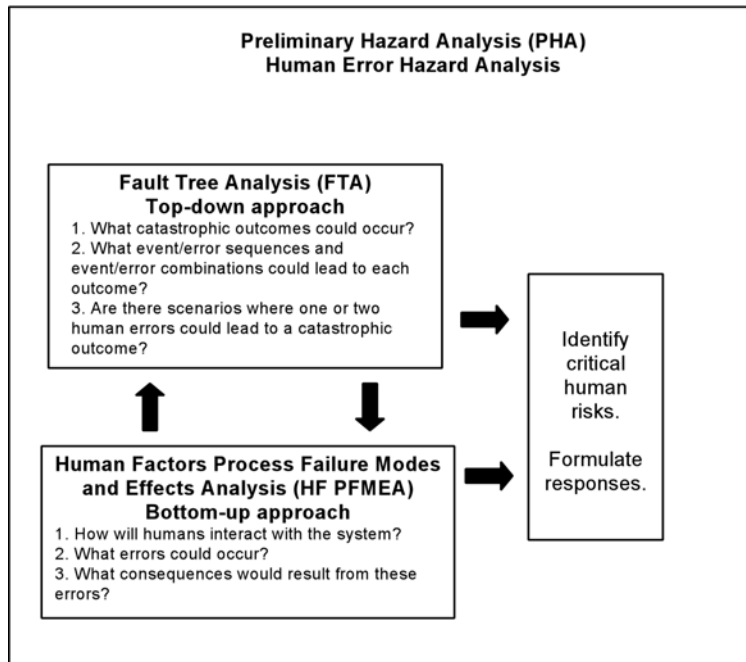 Preliminary Hazard Analysis (PHA)
Human Error Hazard Analysis
Fault Tree Analysis (FTA)
Top-down approach
1. What catastrophic outcomes could occur?
2. What event/error sequences and
event/error combinations could lead to each
outcome?
3. Are there scenarios where one or two
human errors could lead to a catastrophic
outcome?
Human Factors Process Failure Modes
and Effects Analysis (HF PFMEA)
Bottom-up approach
1. How will humans interact with the system?
2. What errors could occur?
3. What consequences would result from these
errors?
Identify
critical
human
risks.
Formulate
responses.